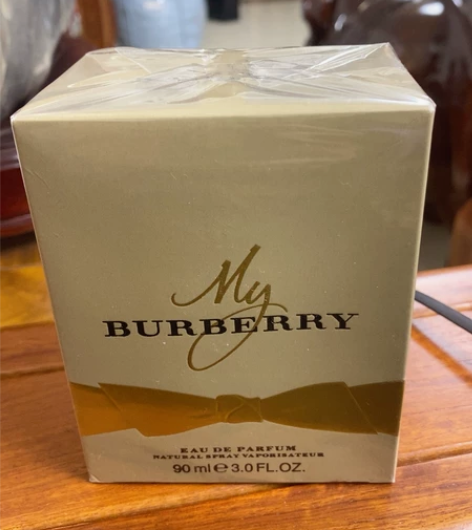 My
BURBERRY
EAU DE PARFUM
NATURAL SPRAY VAPORISATEUR
90 ml e 3.0 FL.OZ.